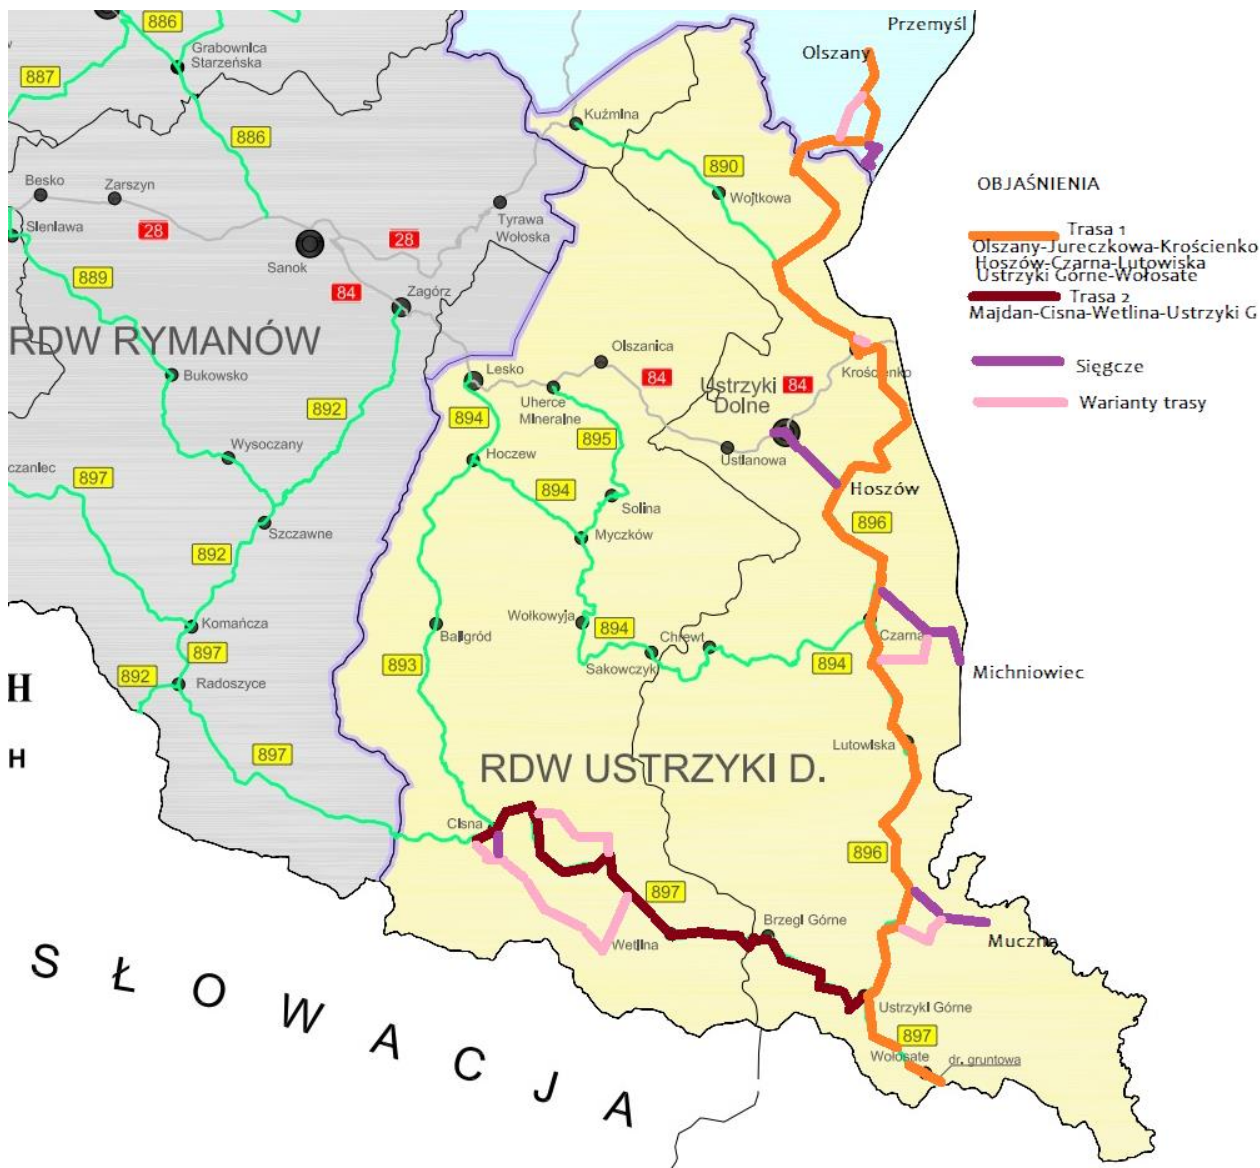 886
Przemyśl
Grabownica
Starzeńska
Olszany
887
Kuźmina
886
890
Besko
Zarszyn
Wojtkowa
OBJAŚNIENIA
Sieniawa
28
Tyrawa
Wołoska
28
Sanok
Trasa 1
Olszany-Jureczkowa-Krościenko
Hoszów-Czarna-Lutowiska
Ustrzyki Górne-Wołosate
889
84
Zagórz
Trasa 2
Majdan-Cisna-Wetlina-Ustrzyki G
RDW RYMANÓW
Olszanica
Lesko
84
Ustrzyki
Dolne
84
Krościenko
Sięgcze
Bukowsko
Uherce
Mineralne
892
894
895
Warianty trasy
Wysoczany
Hoczew
Ustianowa
czaniec
897
894
Solina
Hoszów
896
Szczawne
Myczków
892
Komańcza
Wołkowyja
894
Baligród
Chrewt
Czarna
897
893
Sakowczyk
894
892
Radoszyce
Michniowiec
H
Lutowiska
897
H
RDW USTRZYKI D.
Cisna
896
897
Brzegi Górne
Wetlina
Muczne
SŁOWACJA
Ustrzyki Górne
897
Wołosate
dr. gruntowa